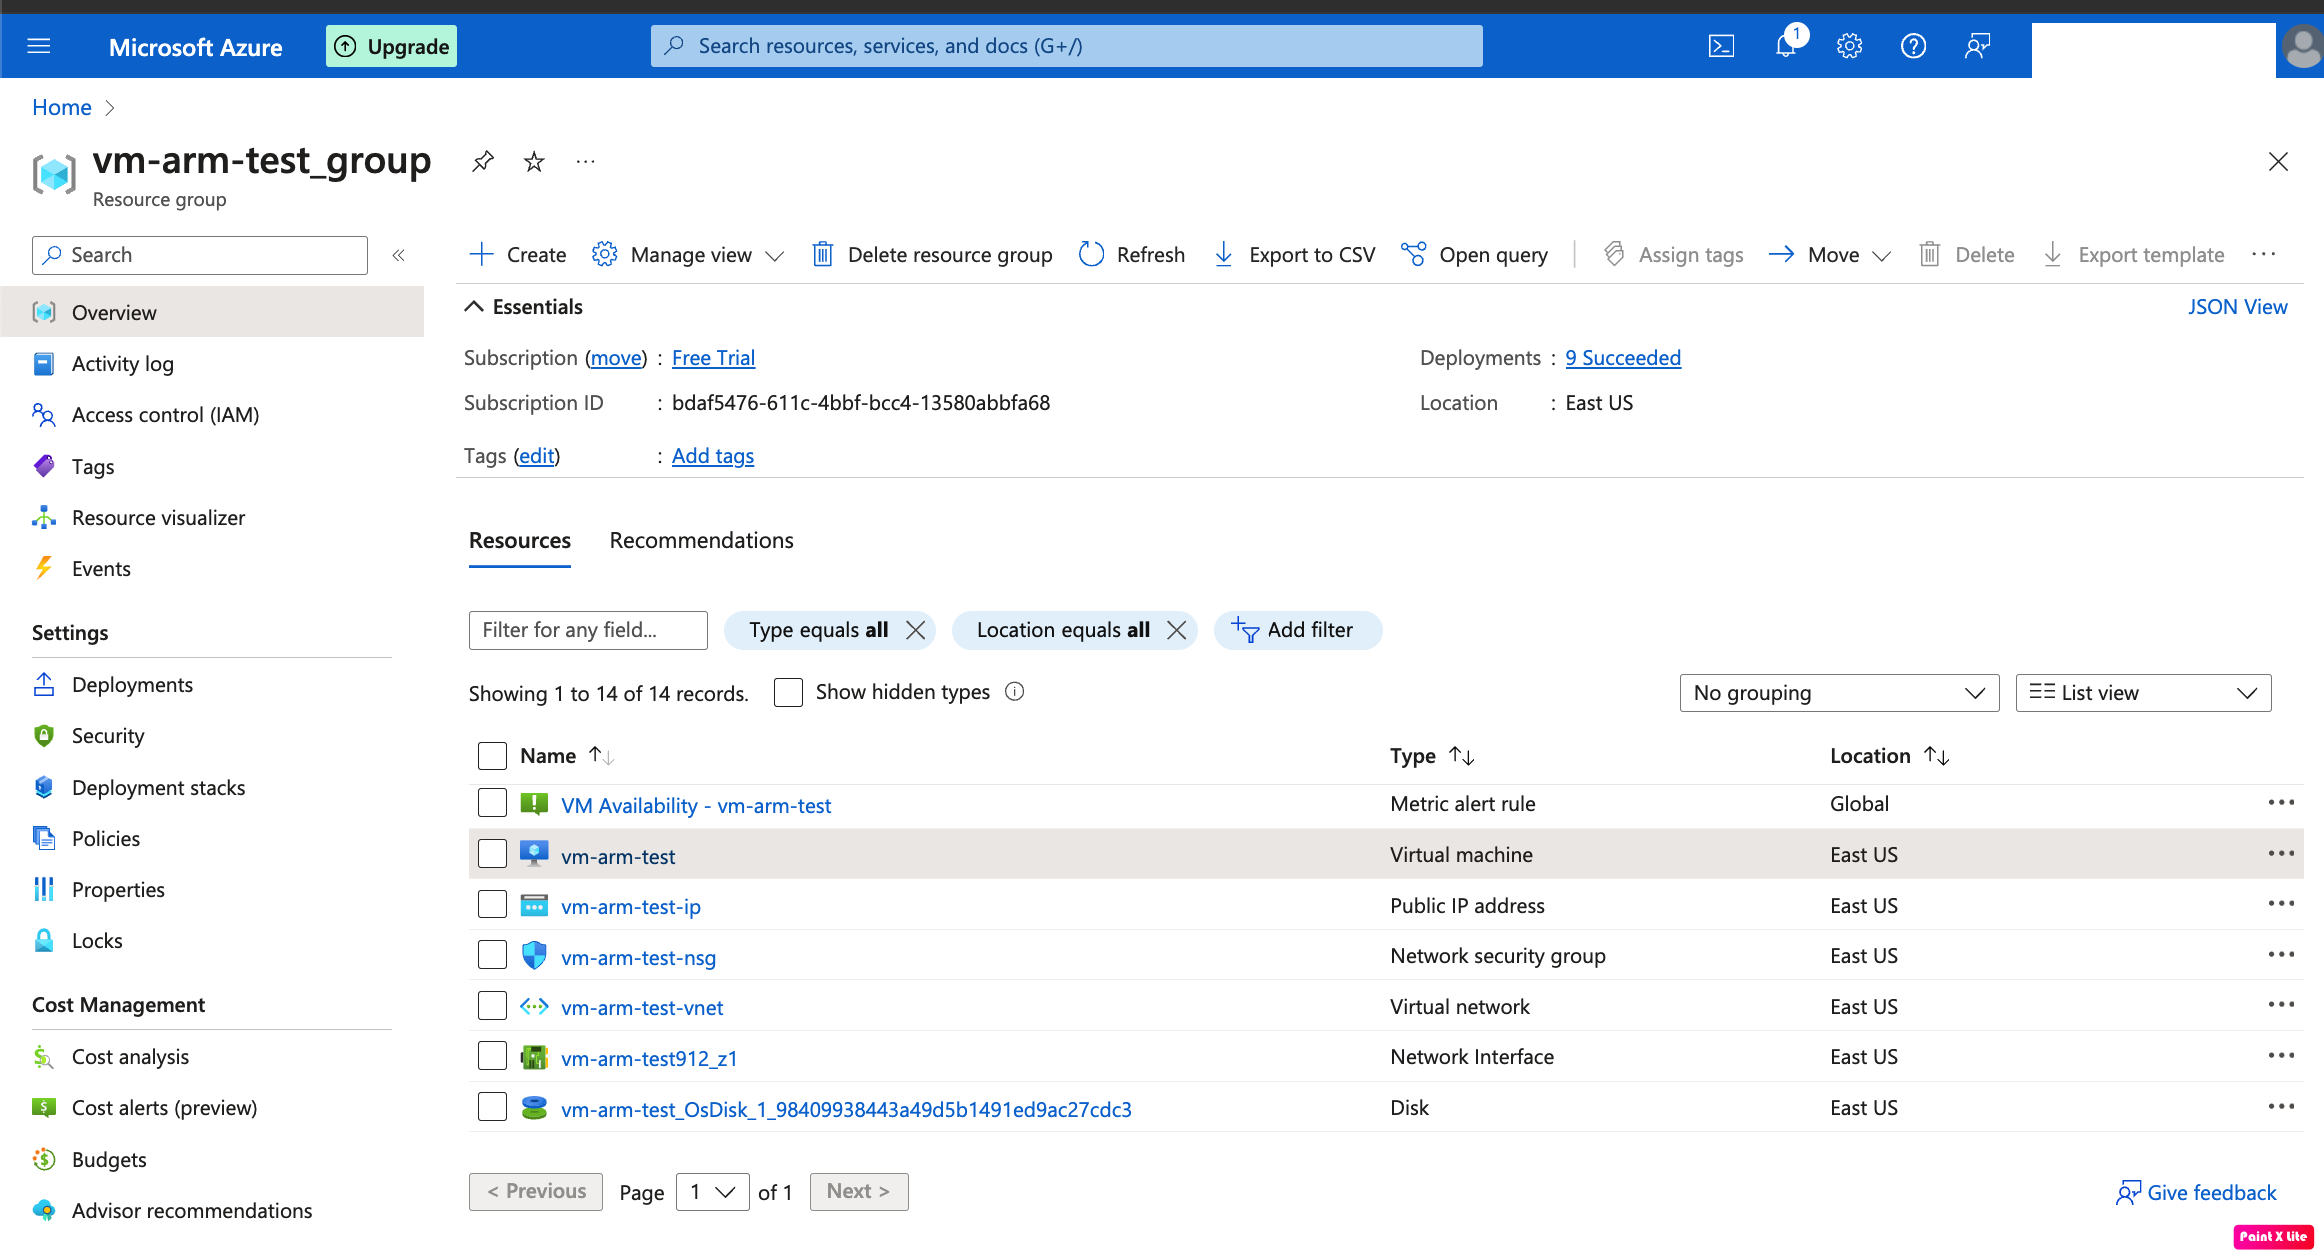 Microsoft Azure
Upgrade
Search resources, services, and docs (G+/)
1
Home
vm-arm-test_group
Resource group
Search
Create
Manage view
Delete resource group
Refresh
Export to CSV
Open query
Assign tags
Move
Delete
Export template
Overview
Activity log
Access control (IAM)
Tags
Resource visualizer
Events
Settings
Deployments
Security
Deployment stacks
Policies
Properties
Locks
Cost Management
Cost analysis
Cost alerts (preview)
Budgets
Advisor recommendations
Essentials
JSON View
Subscription (move) : Free Trial
Subscription ID : bdaf5476-611c-4bbf-bcc4-13580abbfa68
Tags (edit) : Add tags
Deployments : 9 Succeeded
Location : East US
Resources
Recommendations
Filter for any field...
Type equals all
Location equals all
Add filter
Showing 1 to 14 of 14 records.
Show hidden types
No grouping
List view
Name Type Location
VM Availability - vm-arm-test Metric alert rule Global
vm-arm-test Virtual machine East US
vm-arm-test-ip Public IP address East US
vm-arm-test-nsg Network security group East US
vm-arm-test-vnet Virtual network East US
vm-arm-test912_z1 Network Interface East US
vm-arm-test_OsDisk_1_98409938443a49d5b1491ed9ac27cdc3 Disk East US
< Previous Page 1 of 1 Next >
Give feedback
Paint X Lite